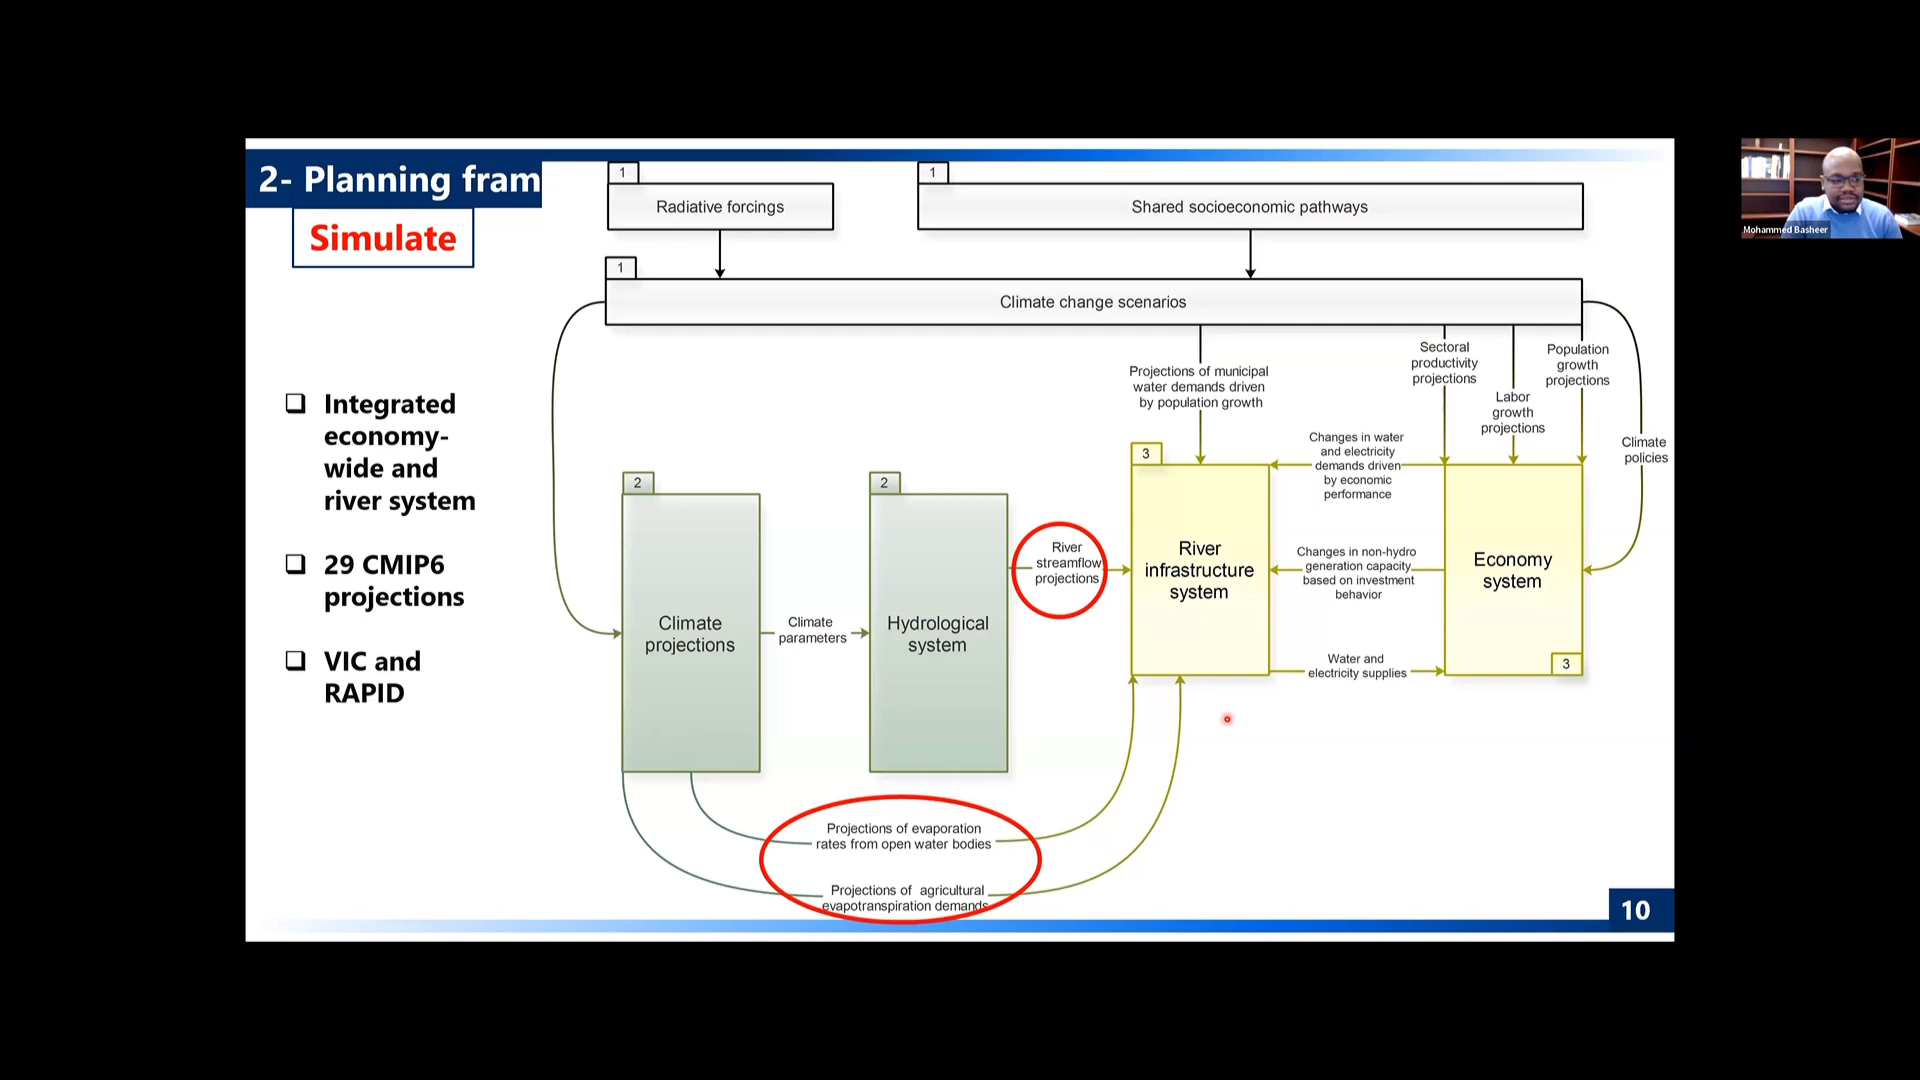 2- Planning fram
Simulate
❑ Integrated
economy-
wide and
river system
❑ 29 CMIP6
projections
❑ VIC and
RAPID
1
Radiative forcings
1
Shared socioeconomic pathways
1
Climate change scenarios
Projections of municipal
water demands driven
by population growth
Sectoral
productivity
projections
Labor
growth
projections
Population
growth
projections
Climate
policies
2
Climate
projections
Climate
parameters
2
Hydrological
system
River
streamflow
projections
3
River
infrastructure
system
Changes in water
and electricity
demands driven
by economic
performance
Changes in non-hydro
generation capacity
based on investment
behavior
Water and
electricity supplies
Economy
system
3
Projections of evaporation
rates from open water bodies
Projections of agricultural
evapotranspiration demands
10
Mohammed Basheer